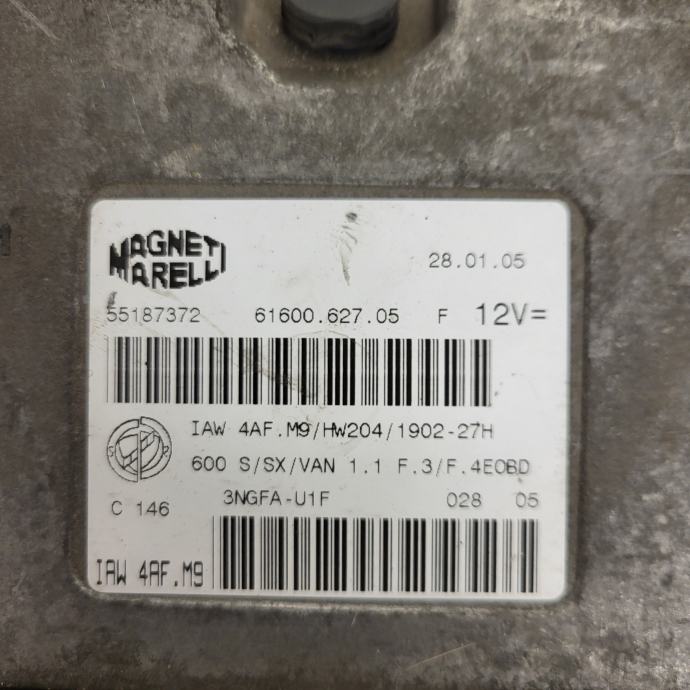 MAGNETI
MARELLI
28.01.05
55187372 61600.627.05 F 12V=
IAW 4AF.M9/HW204/1902-27H
600 S/SX/VAN 1.1 F.3/F.4EOBD
C 146 3NGFA-U1F 028 05
IAW 4AF.M9